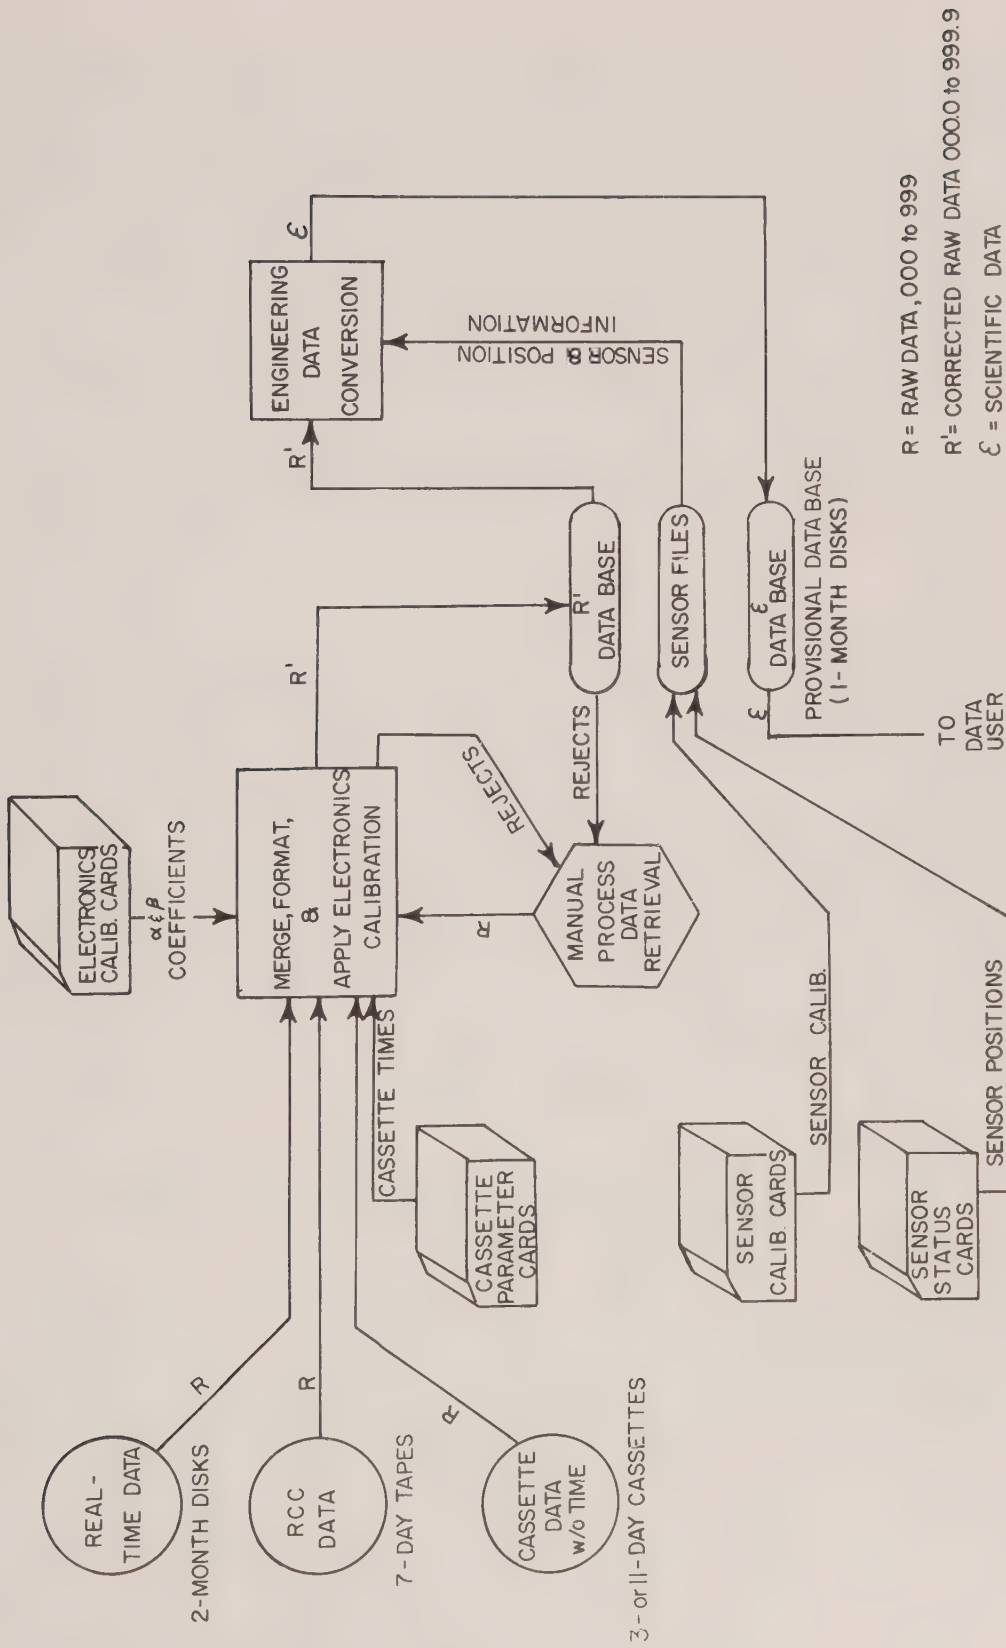 REAL-
TIME DATA
2-MONTH DISKS
R
RCC
DATA
7-DAY TAPES
R
CASSETTE
DATA
w/o TIME
3- or 11-DAY CASSETTES
R
ELECTRONICS
CALIB. CARDS
α & β
COEFFICIENTS
MERGE, FORMAT,
&
APPLY ELECTRONICS
CALIBRATION
CASSETTE TIMES
CASSETTE
PARAMETER
CARDS
R
REJECTS
MANUAL
PROCESS
DATA
RETRIEVAL
REJECTS
R'
R'
DATA BASE
R'
ENGINEERING
DATA
CONVERSION
ε
SENSOR & POSITION
INFORMATION
SENSOR FILES
SENSOR
CALIB. CARDS
SENSOR CALIB.
SENSOR
STATUS
CARDS
SENSOR POSITIONS
ε
DATA BASE
PROVISIONAL DATA BASE
(1-MONTH DISKS)
ε
TO
DATA
USER
R = RAW DATA, 000 to 999
R' = CORRECTED RAW DATA 000.0 to 999.9
ε = SCIENTIFIC DATA